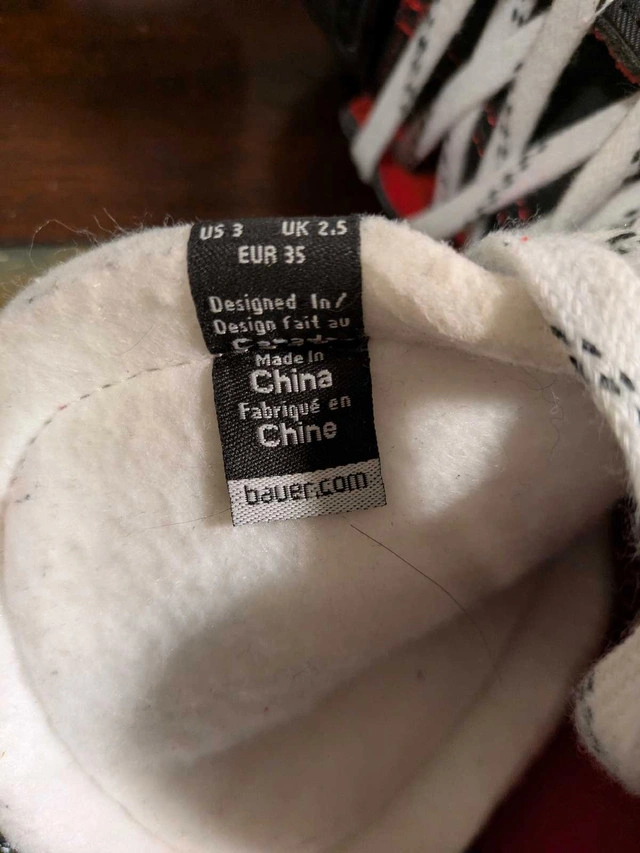 US 3 UK 2.5
EUR 35
Designed In/
Design fait au
Canada
Made In
China
Fabriqué en
Chine
bauer.com